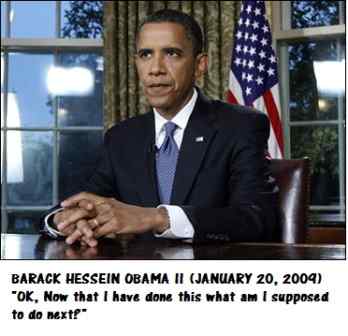 BARACK HESSEIN OBAMA II (JANUARY 20, 2009)
"OK, Now that I have done this what am I supposed
to do next?"